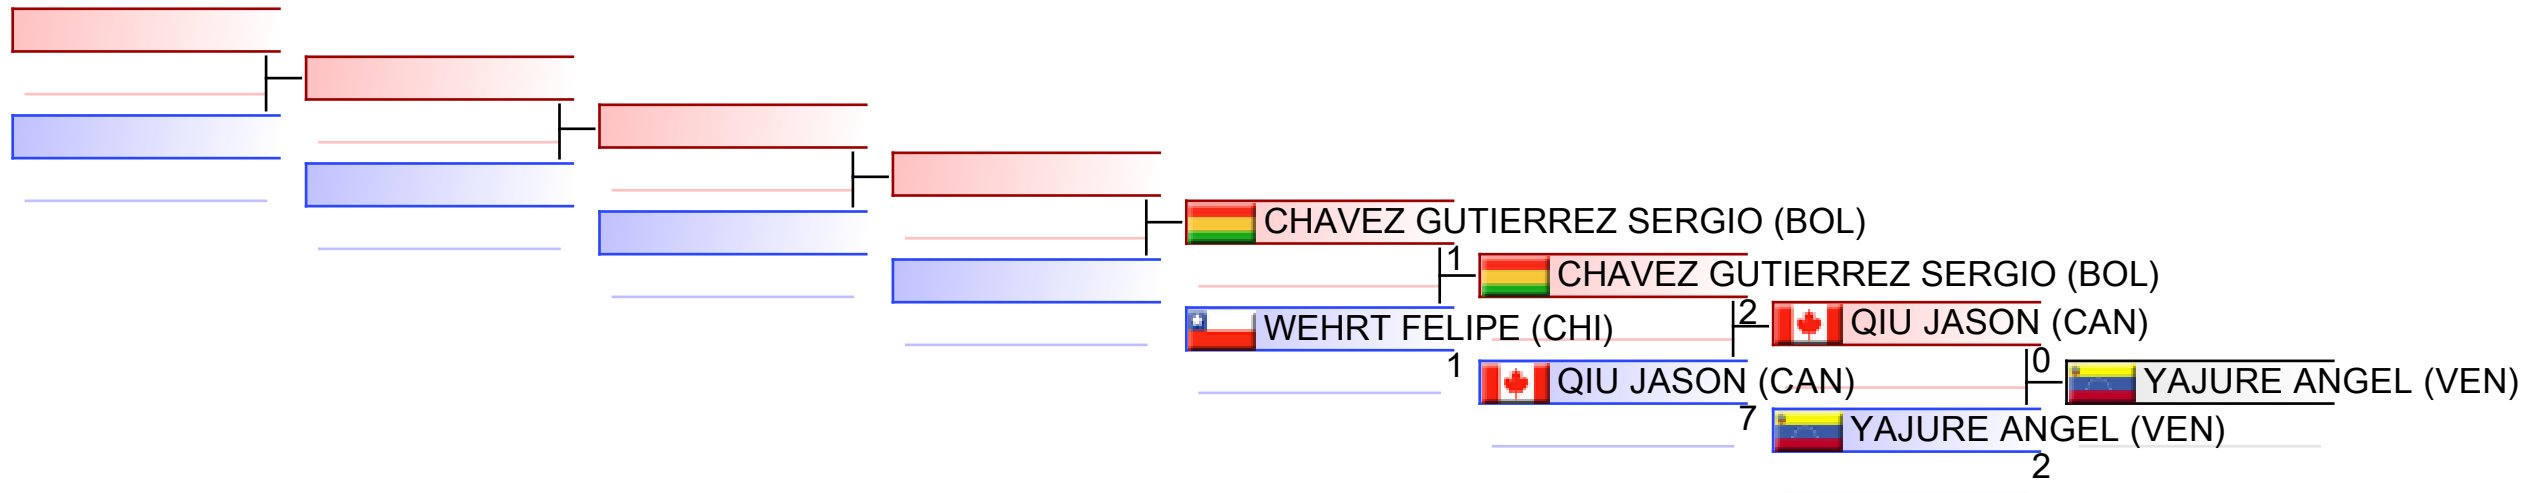 CHAVEZ GUTIERREZ SERGIO (BOL)
1
CHAVEZ GUTIERREZ SERGIO (BOL)
WEHRT FELIPE (CHI)
1
2
QIU JASON (CAN)
QIU JASON (CAN)
7
0
YAJURE ANGEL (VEN)
YAJURE ANGEL (VEN)
2